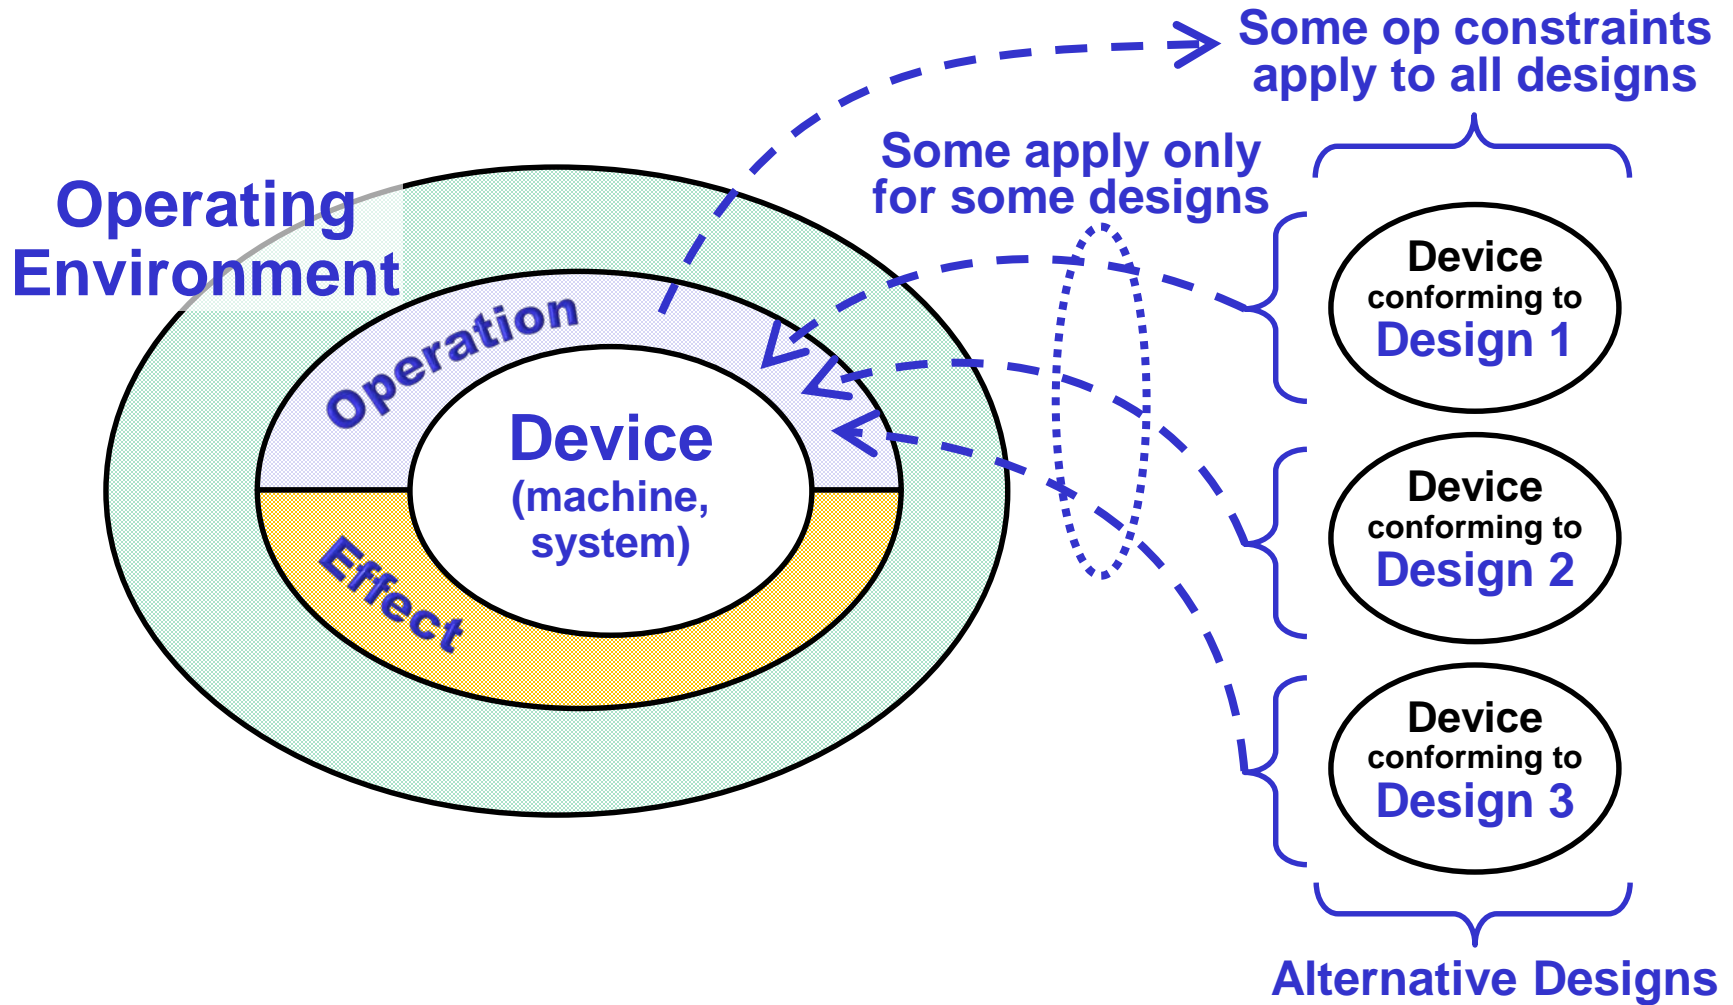 Some op constraints
apply to all designs
Some apply only
for some designs
Operating
Environment
Operation
Device
(machine,
system)
Effect
Device
conforming to
Design 1
Device
conforming to
Design 2
Device
conforming to
Design 3
Alternative Designs